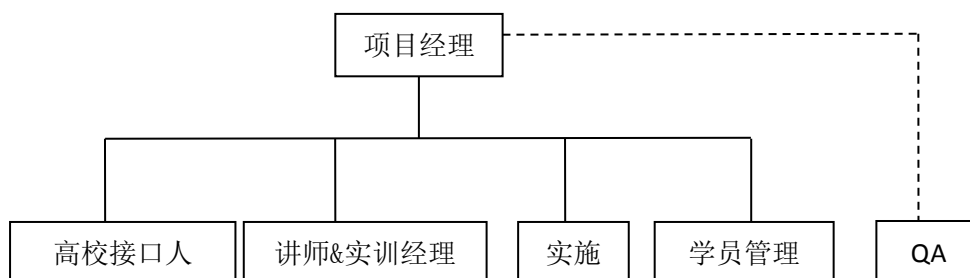 项目经理
高校接口人
讲师&实训经理
实施
学员管理
QA